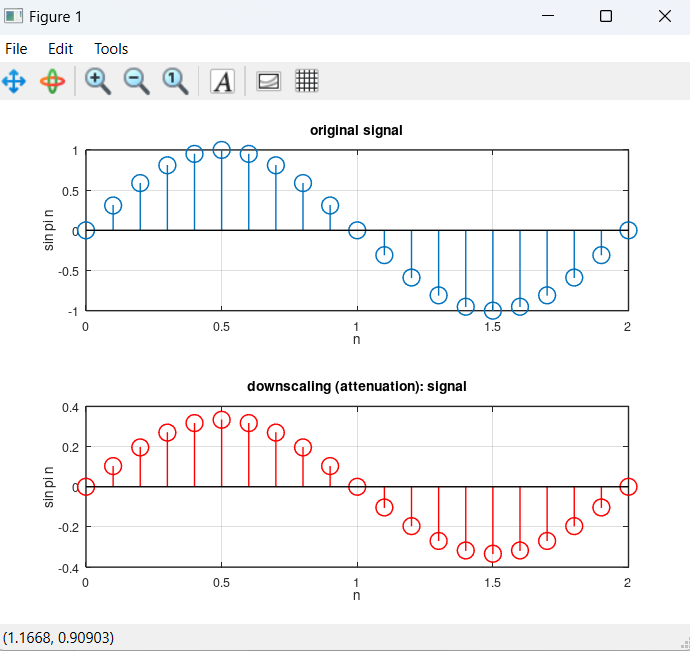 Figure 1
File Edit Tools
1 A
original signal
1
0.5
0
-0.5
-1
sin pi n
0 0.5 1 1.5 2
n
downscaling (attenuation): signal
0.4
0.2
0
-0.2
-0.4
sin pi n
0 0.5 1 1.5 2
n
(1.1668, 0.90903)